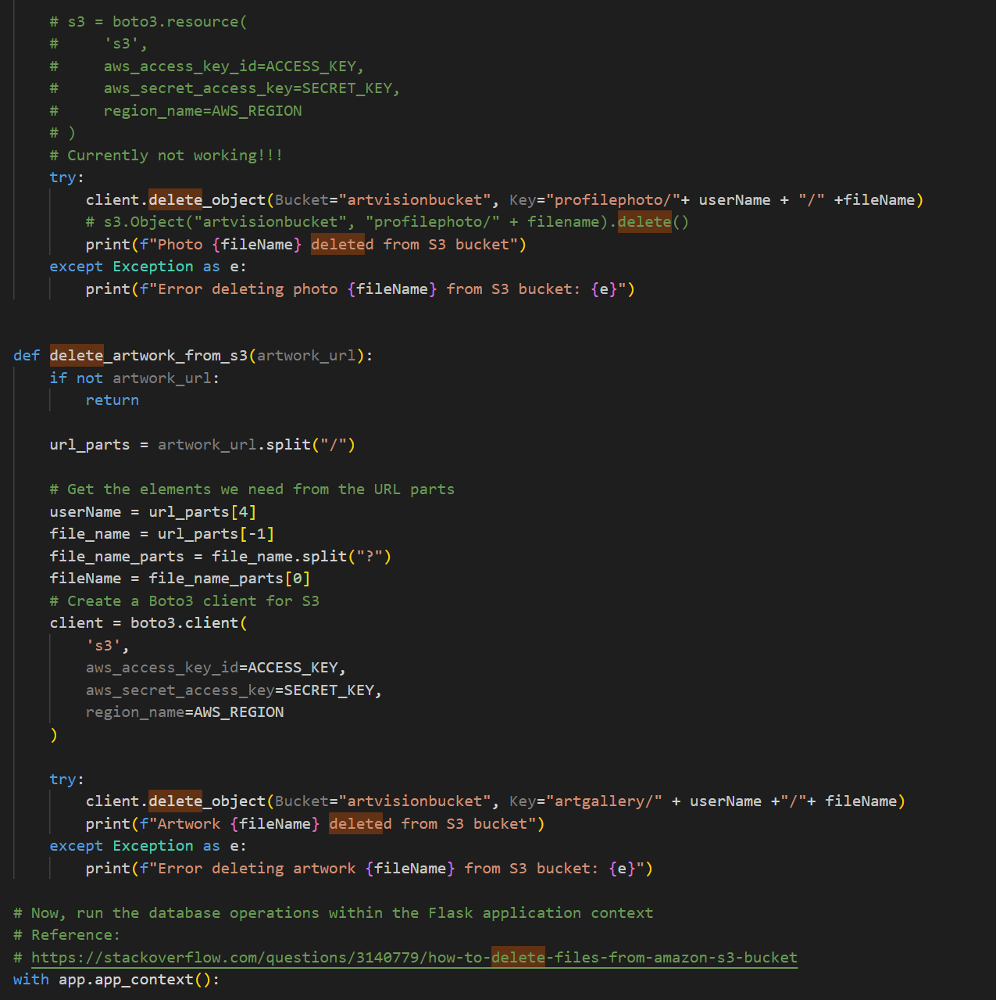 # s3 = boto3.resource(
#     's3',
#     aws_access_key_id=ACCESS_KEY,
#     aws_secret_access_key=SECRET_KEY,
#     region_name=AWS_REGION
# )
# Currently not working!!!
try:
    client.delete_object(Bucket="artvisionbucket", Key="profilephoto/"+ userName + "/" +fileName)
    # s3.Object("artvisionbucket", "profilephoto/" + filename).delete()
    print(f"Photo {fileName} deleted from S3 bucket")
except Exception as e:
    print(f"Error deleting photo {fileName} from S3 bucket: {e}")
def delete_artwork_from_s3(artwork_url):
    if not artwork_url:
        return
    url_parts = artwork_url.split("/")
    # Get the elements we need from the URL parts
    userName = url_parts[4]
    file_name = url_parts[-1]
    file_name_parts = file_name.split("?")
    fileName = file_name_parts[0]
    # Create a Boto3 client for S3
    client = boto3.client(
        's3',
        aws_access_key_id=ACCESS_KEY,
        aws_secret_access_key=SECRET_KEY,
        region_name=AWS_REGION
    )
    try:
        client.delete_object(Bucket="artvisionbucket", Key="artgallery/" + userName +"/"+ fileName)
        print(f"Artwork {fileName} deleted from S3 bucket")
    except Exception as e:
        print(f"Error deleting artwork {fileName} from S3 bucket: {e}")
# Now, run the database operations within the Flask application context
# Reference:
# https://stackoverflow.com/questions/3140779/how-to-delete-files-from-amazon-s3-bucket
with app.app_context():